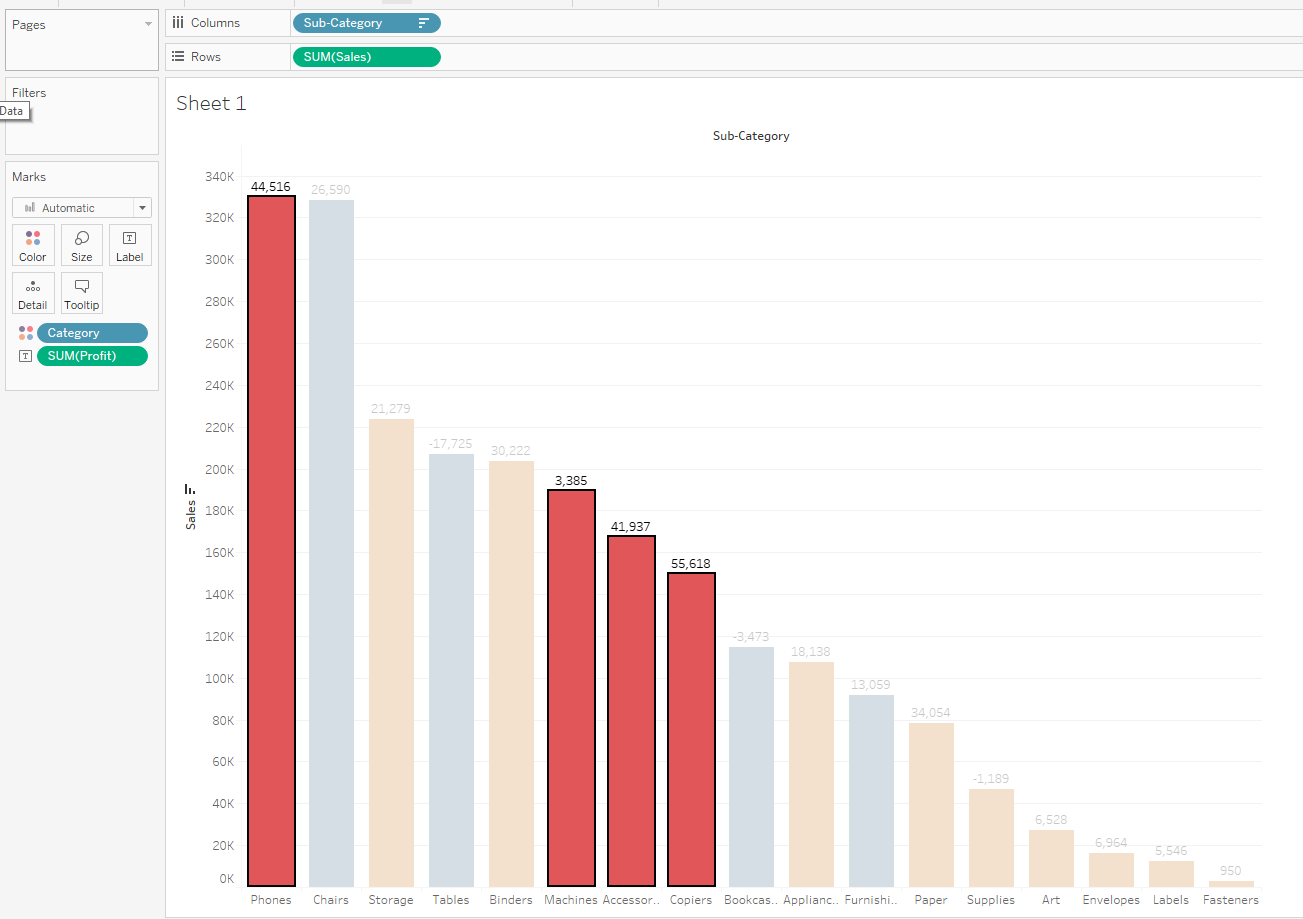 Pages
Columns
Sub-Category
Rows
SUM(Sales)
Filters
Data
Marks
Automatic
Color
Size
Label
Detail
Tooltip
Category
SUM(Profit)
Sheet 1
Sub-Category
Sales
340K
320K
300K
280K
260K
240K
220K
200K
180K
160K
140K
120K
100K
80K
60K
40K
20K
0K
44,516
26,590
21,279
-17,725
30,222
3,385
41,937
55,618
-3,473
18,138
13,059
34,054
-1,189
6,528
6,964
5,546
950
Phones
Chairs
Storage
Tables
Binders
Machines
Accessor..
Copiers
Bookcas..
Applianc..
Furnishi..
Paper
Supplies
Art
Envelopes
Labels
Fasteners